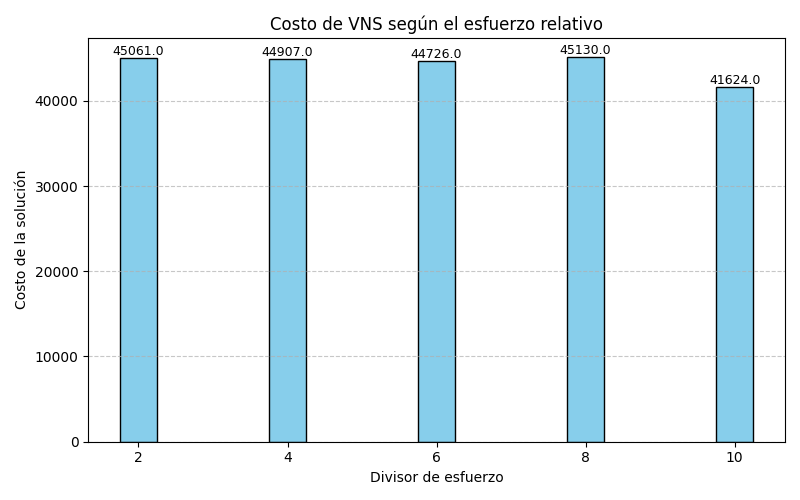 Costo de VNS según el esfuerzo relativo
45061.0
44907.0
44726.0
45130.0
41624.0
Costo de la solución
40000
30000
20000
10000
0
2 4 6 8 10
Divisor de esfuerzo